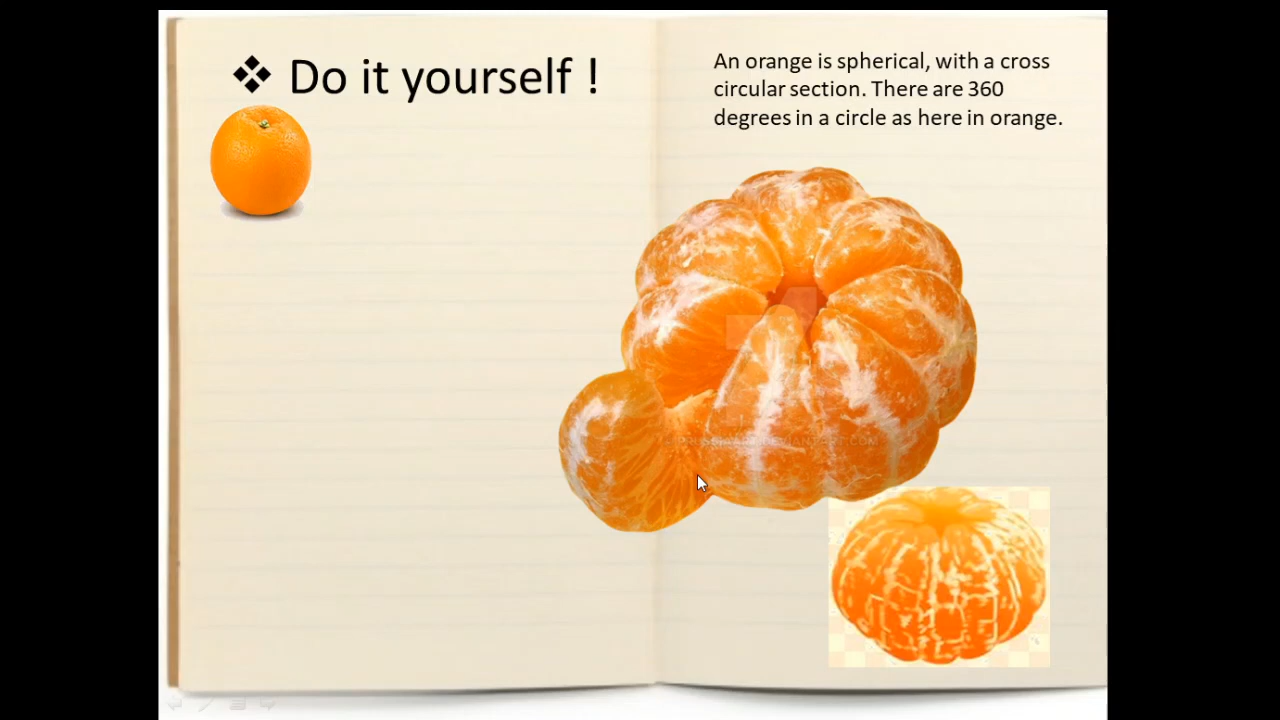 ❖ Do it yourself !
An orange is spherical, with a cross
circular section. There are 360
degrees in a circle as here in orange.